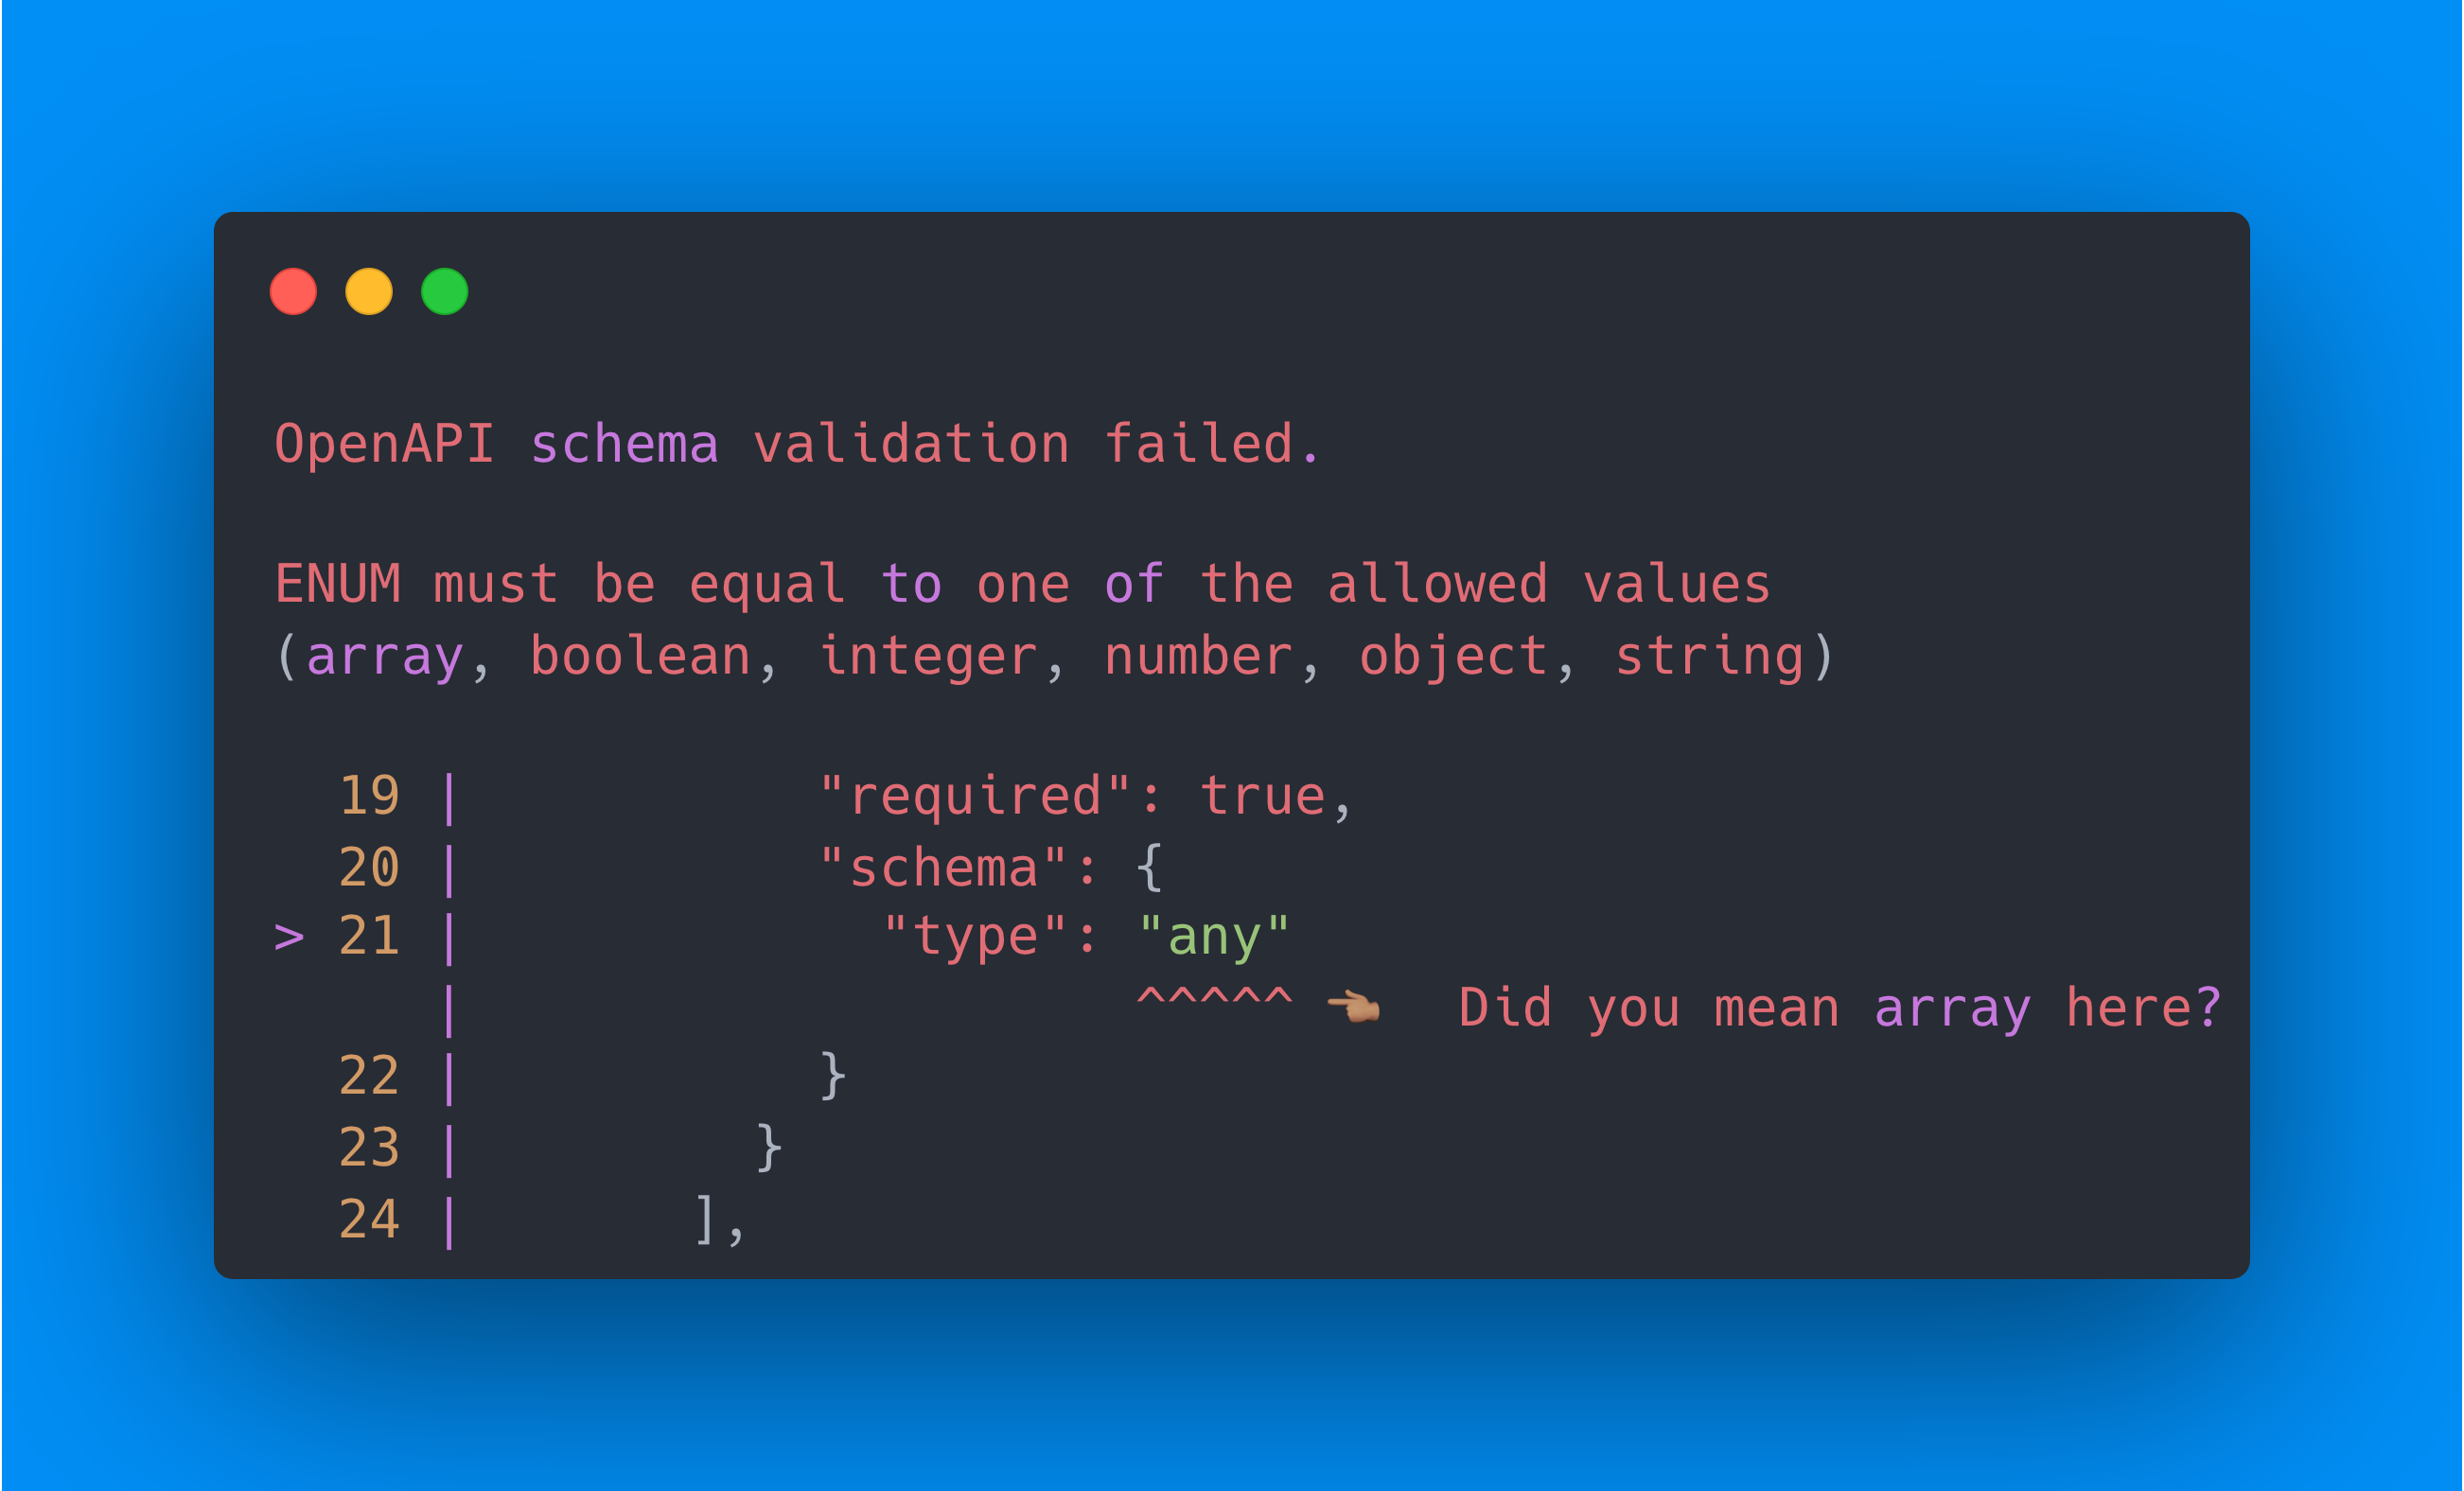 OpenAPI schema validation failed.
ENUM must be equal to one of the allowed values
(array, boolean, integer, number, object, string)
19 | "required": true,
20 | "schema": {
> 21 | "type": "any"
| ^^^^^ 👈🏽 Did you mean array here?
22 | }
23 | }
24 | ],